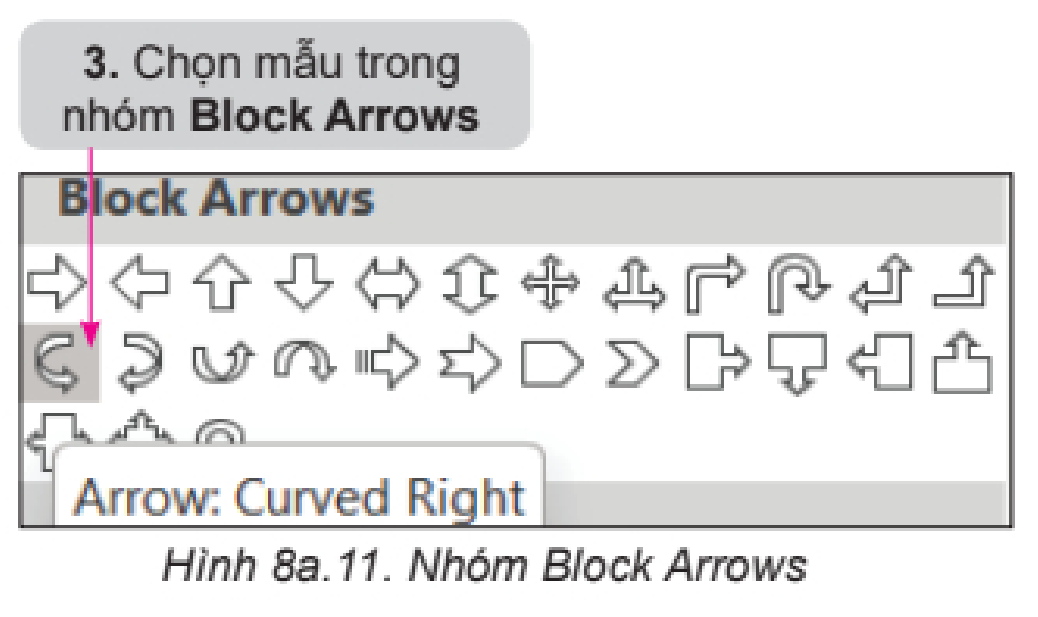 3. Chọn mẫu trong
nhóm Block Arrows
Block Arrows
Arrow: Curved Right
Hình 8a.11. Nhóm Block Arrows